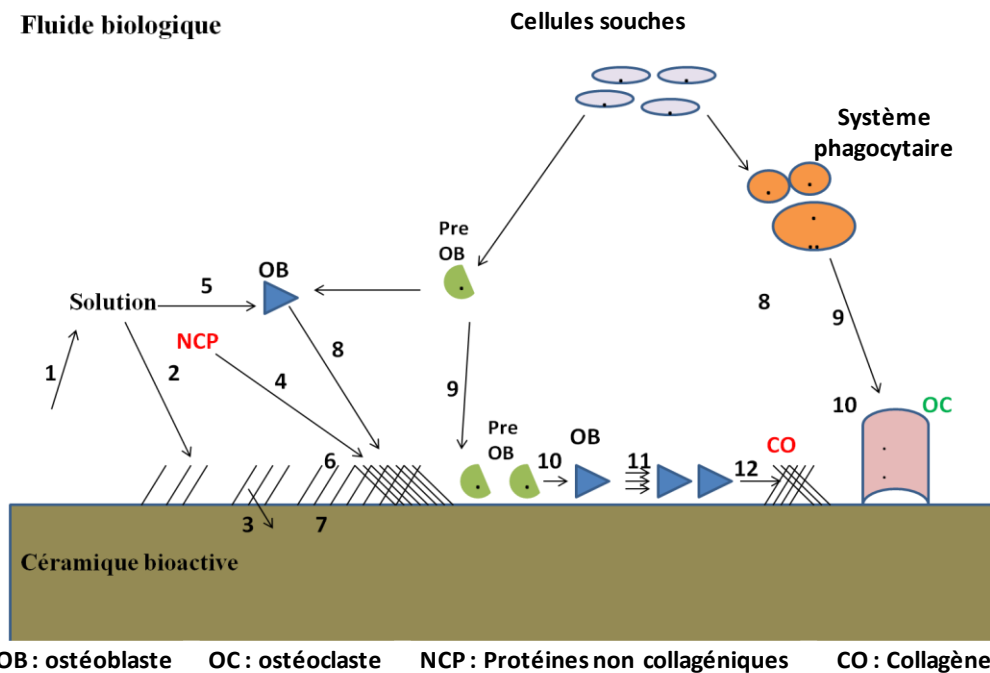 Fluide biologique
Cellules souches
Système
phagocytaire
Pre
OB
OB
5
Solution
NCP
8
8
9
1
2
4
9
10
OC
Pre
OB
OB
CO
6
10
11
12
3
7
Céramique bioactive
OB : ostéoblaste OC : ostéoclaste NCP : Protéines non collagéniques CO : Collagène